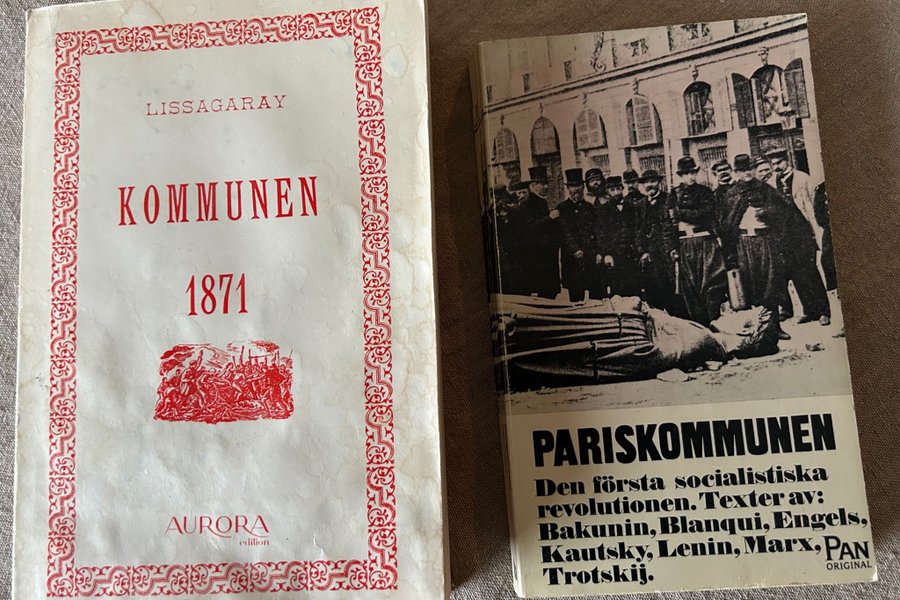 LISSAGARAY
KOMMUNEN
1871
AURORA
edition
PARISKOMMUNEN
Den första socialistiska
revolutionen. Texter av:
Bakunin, Blanqui, Engels,
Kautsky, Lenin, Marx,
Trotskij.
PAN
ORIGINAL